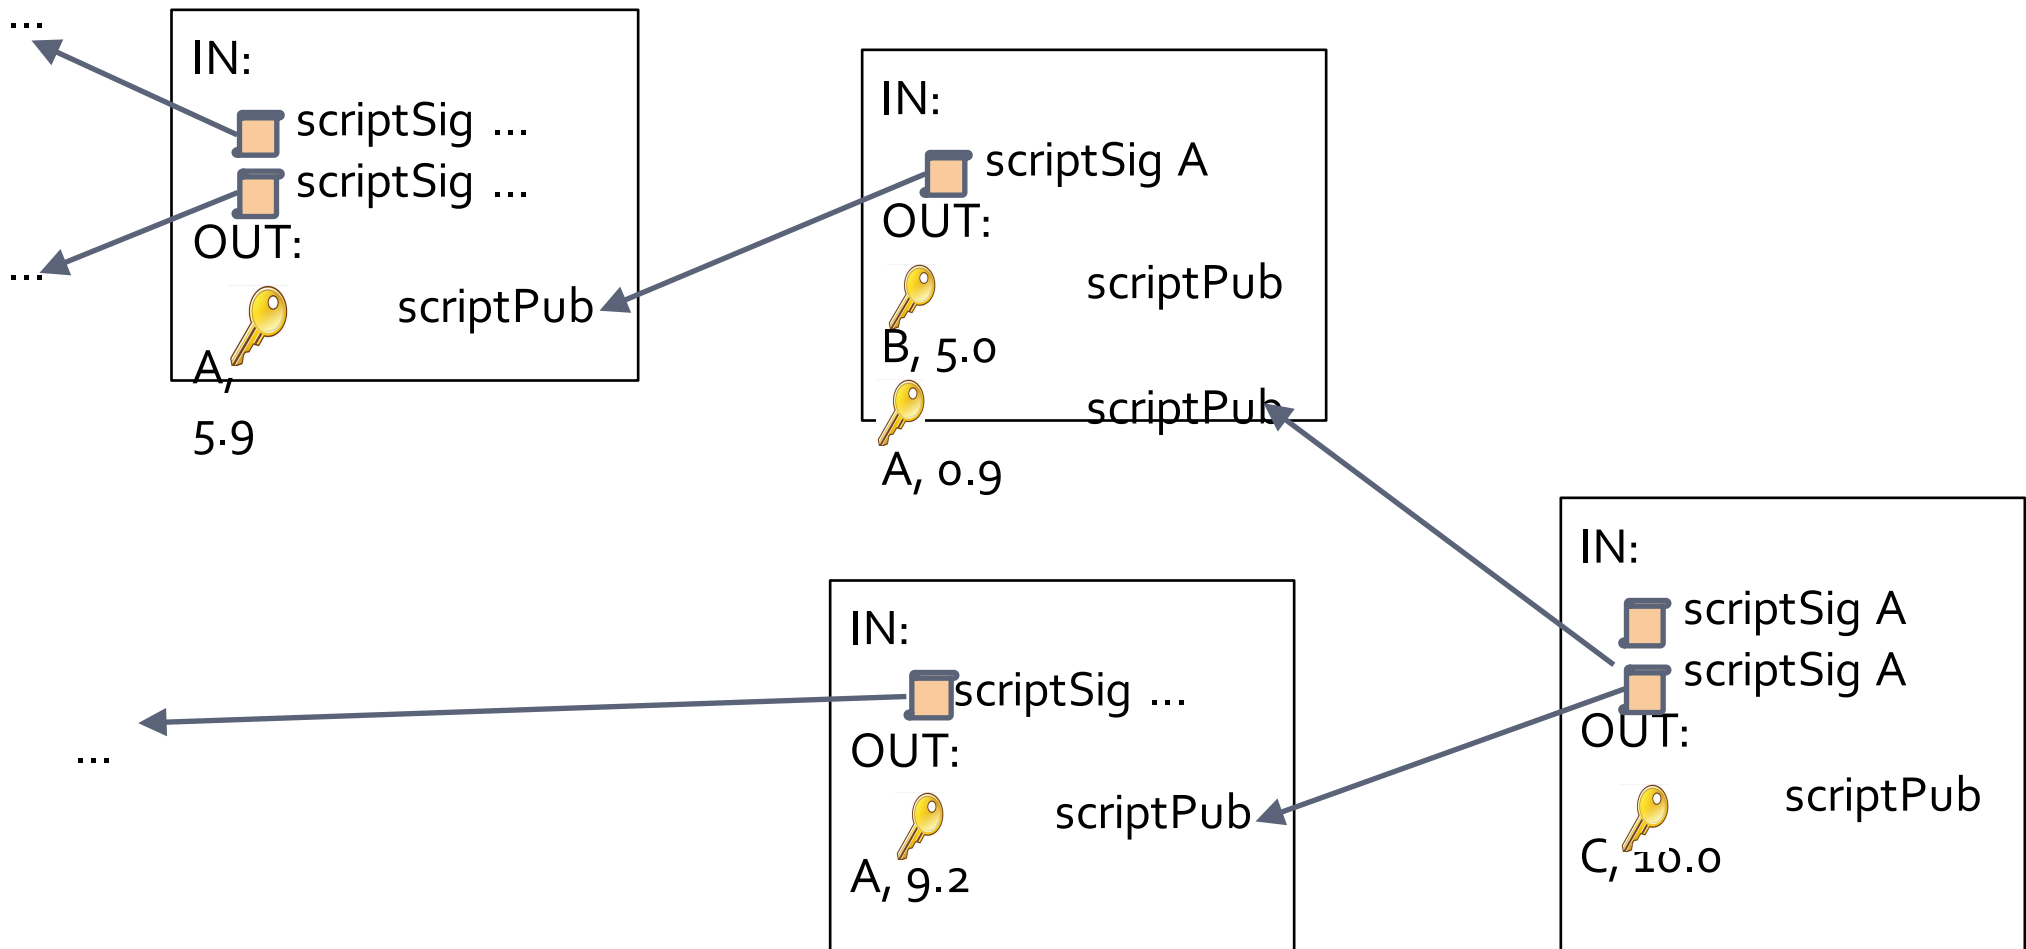 ...
IN:
scriptSig ...
scriptSig ...
OUT:
scriptPub
A,
5.9
...
IN:
scriptSig A
OUT:
scriptPub
B, 5.0
scriptPub
A, 0.9
IN:
scriptSig ...
OUT:
scriptPub
A, 9.2
...
IN:
scriptSig A
scriptSig A
OUT:
scriptPub
C, 10.0